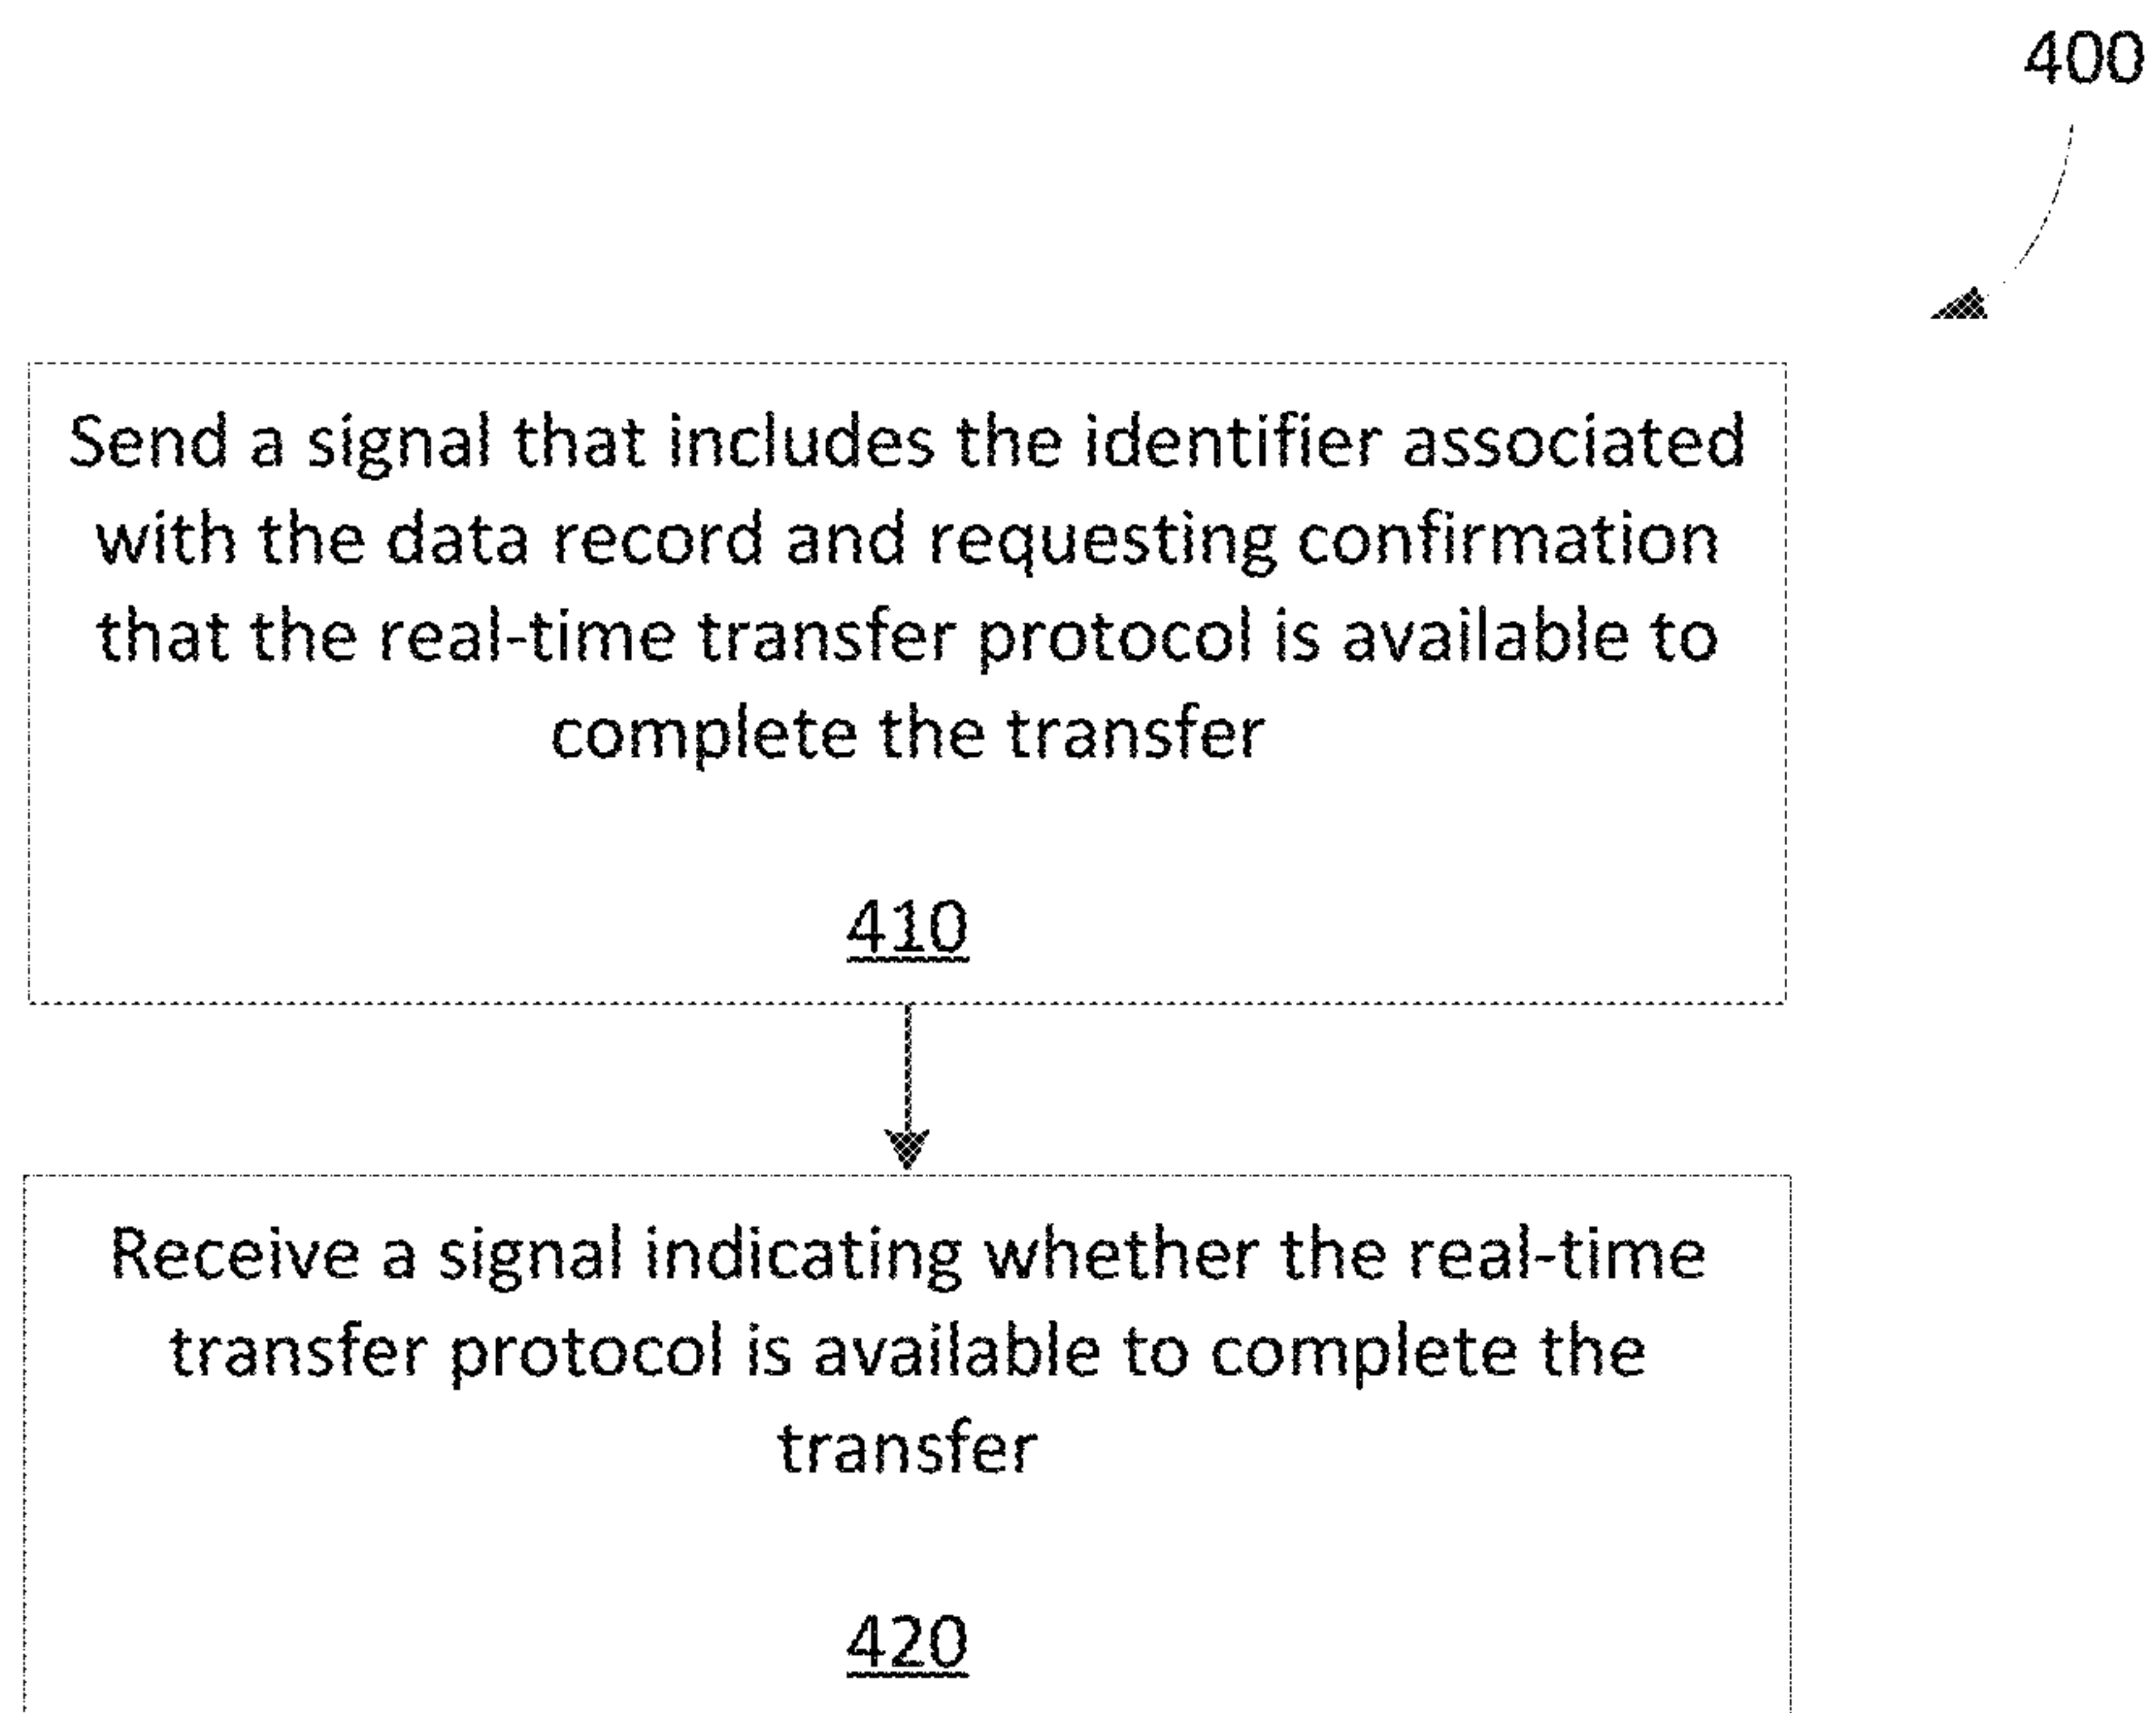 400
Send a signal that includes the identifier associated
with the data record and requesting confirmation
that the real-time transfer protocol is available to
complete the transfer
410
Receive a signal indicating whether the real-time
transfer protocol is available to complete the
transfer
420